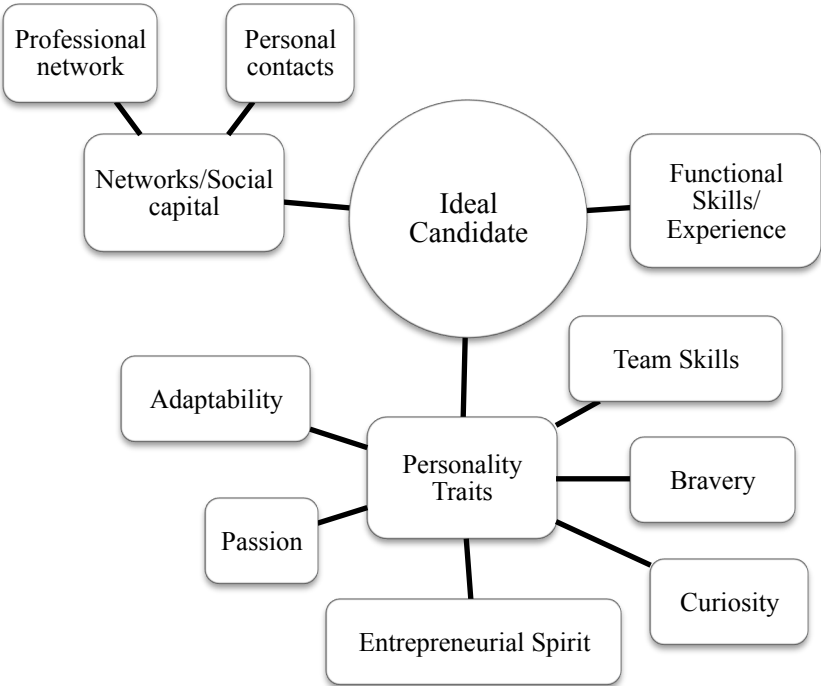 Professional
network
Personal
contacts
Networks/Social
capital
Ideal
Candidate
Functional
Skills/
Experience
Team Skills
Adaptability
Personality
Traits
Bravery
Passion
Curiosity
Entrepreneurial Spirit